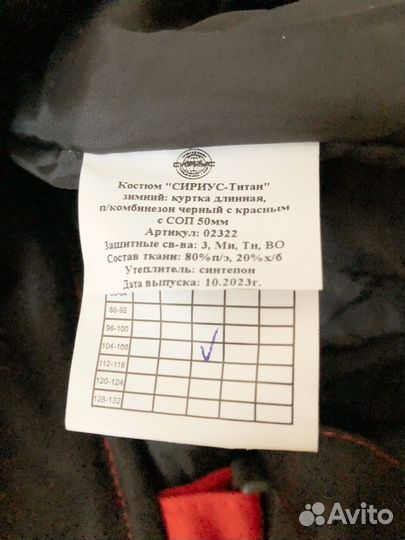 СИРИУС
Костюм "СИРИУС-Титан"
зимний: куртка длинная,
п/комбинезон черный с красным
с СОП 50мм
Артикул: 02322
Защитные св-ва: З, Ми, Тн, ВО
Состав ткани: 80%п/э, 20%х/б
Утеплитель: синтепон
Дата выпуска: 10.2023г.
88-92
96-100
104-108
112-116
120-124
128-132
Avito